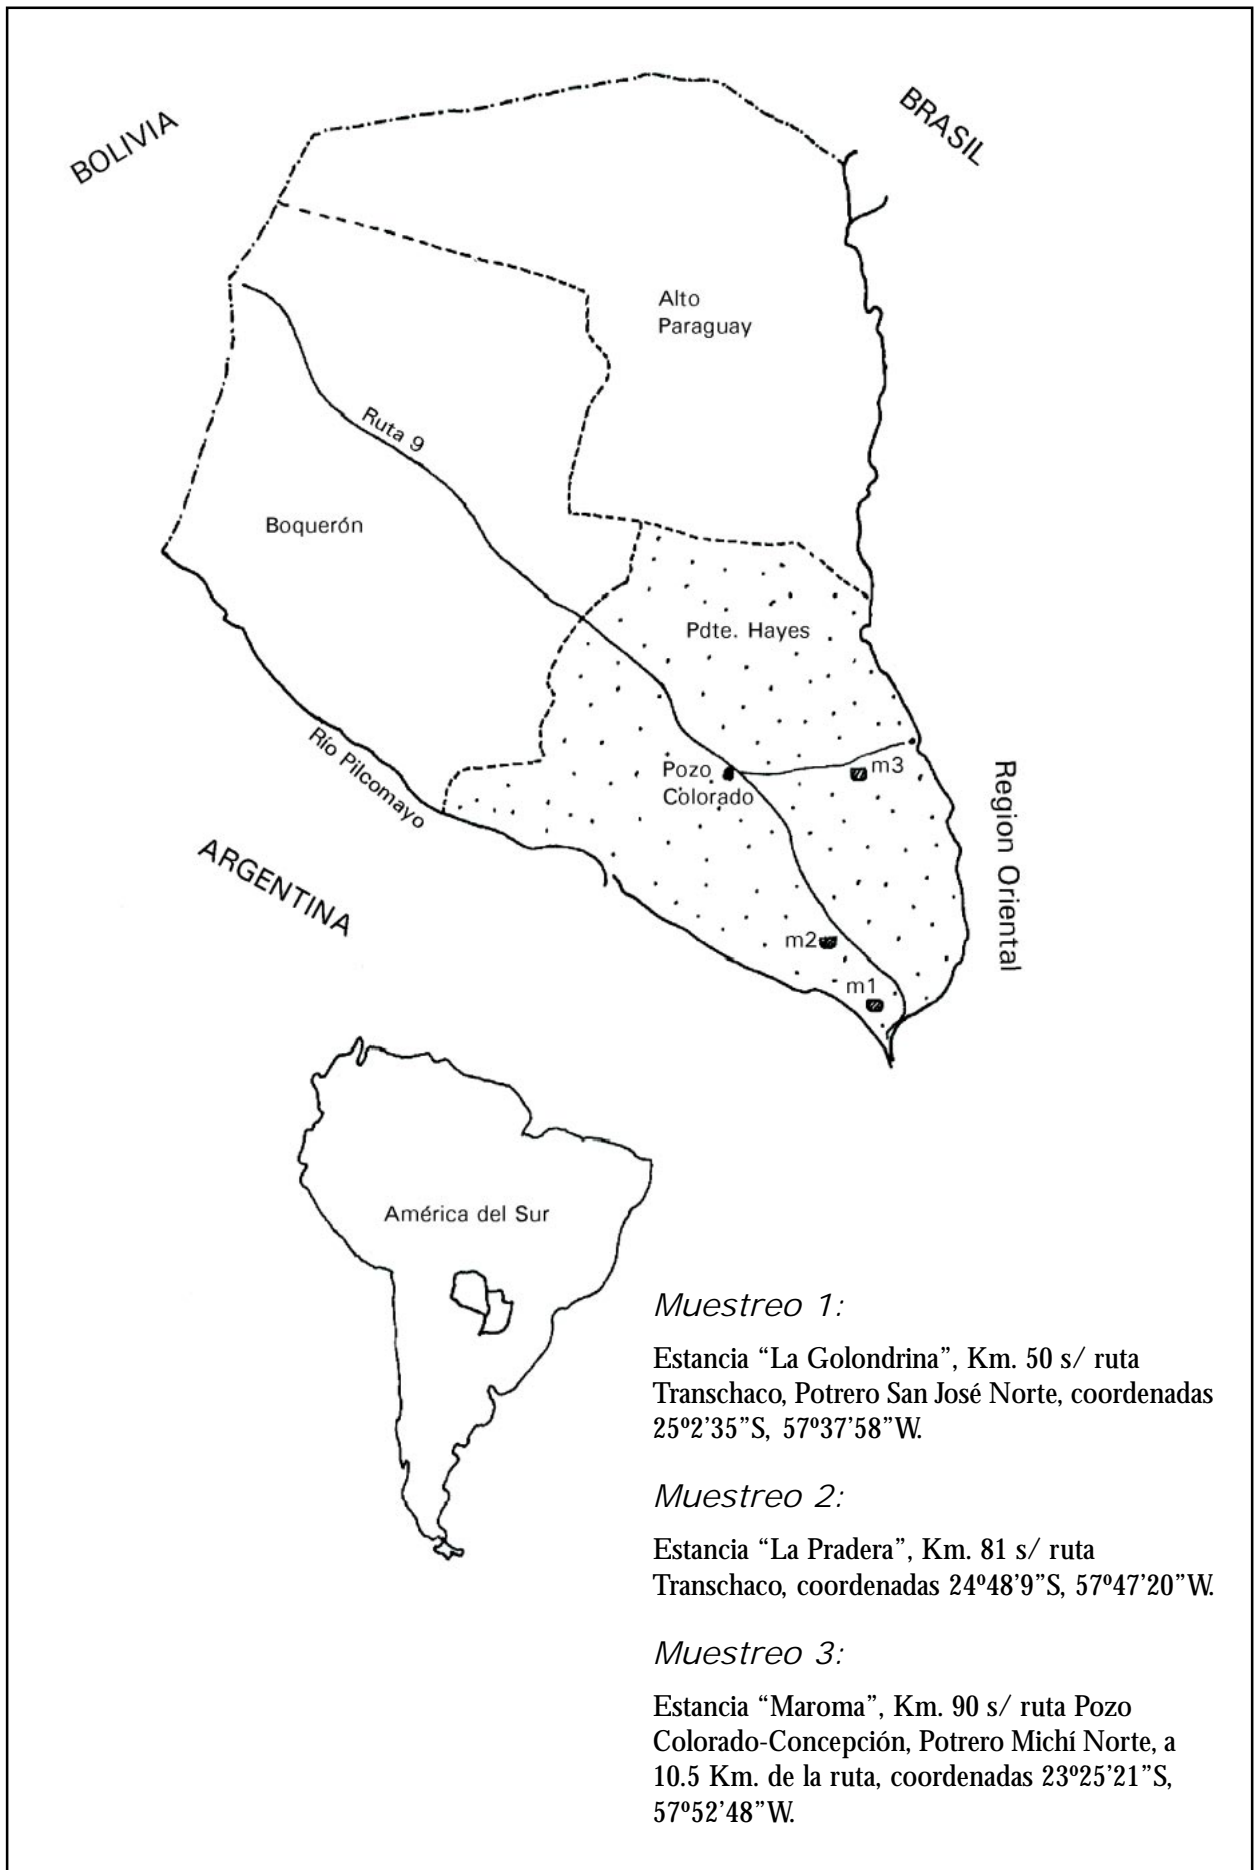 BOLIVIA
BRASIL
Alto
Paraguay
Ruta 9
Boquerón
Pdte. Hayes
Río Pilcomayo
Pozo
Colorado
m3
Region Oriental
ARGENTINA
m2
m1
América del Sur
Muestreo 1:
Estancia “La Golondrina”, Km. 50 s/ ruta
Transchaco, Potrero San José Norte, coordenadas
25º2’35”S, 57º37’58”W.
Muestreo 2:
Estancia “La Pradera”, Km. 81 s/ ruta
Transchaco, coordenadas 24º48’9”S, 57º47’20”W.
Muestreo 3:
Estancia “Maroma”, Km. 90 s/ ruta Pozo
Colorado-Concepción, Potrero Michí Norte, a
10.5 Km. de la ruta, coordenadas 23º25’21”S,
57º52’48”W.